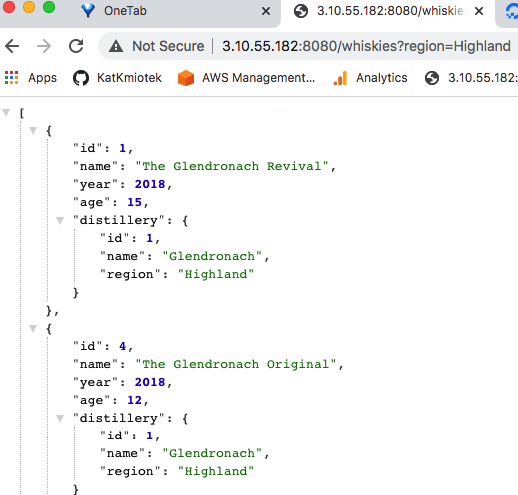 OneTab
3.10.55.182:8080/whiskies
Not Secure | 3.10.55.182:8080/whiskies?region=Highland
Apps KatKmiotek AWS Management... Analytics 3.10.55.182:
[
{
"id": 1,
"name": "The Glendronach Revival",
"year": 2018,
"age": 15,
"distillery": {
"id": 1,
"name": "Glendronach",
"region": "Highland"
}
},
{
"id": 4,
"name": "The Glendronach Original",
"year": 2018,
"age": 12,
"distillery": {
"id": 1,
"name": "Glendronach",
"region": "Highland"
}